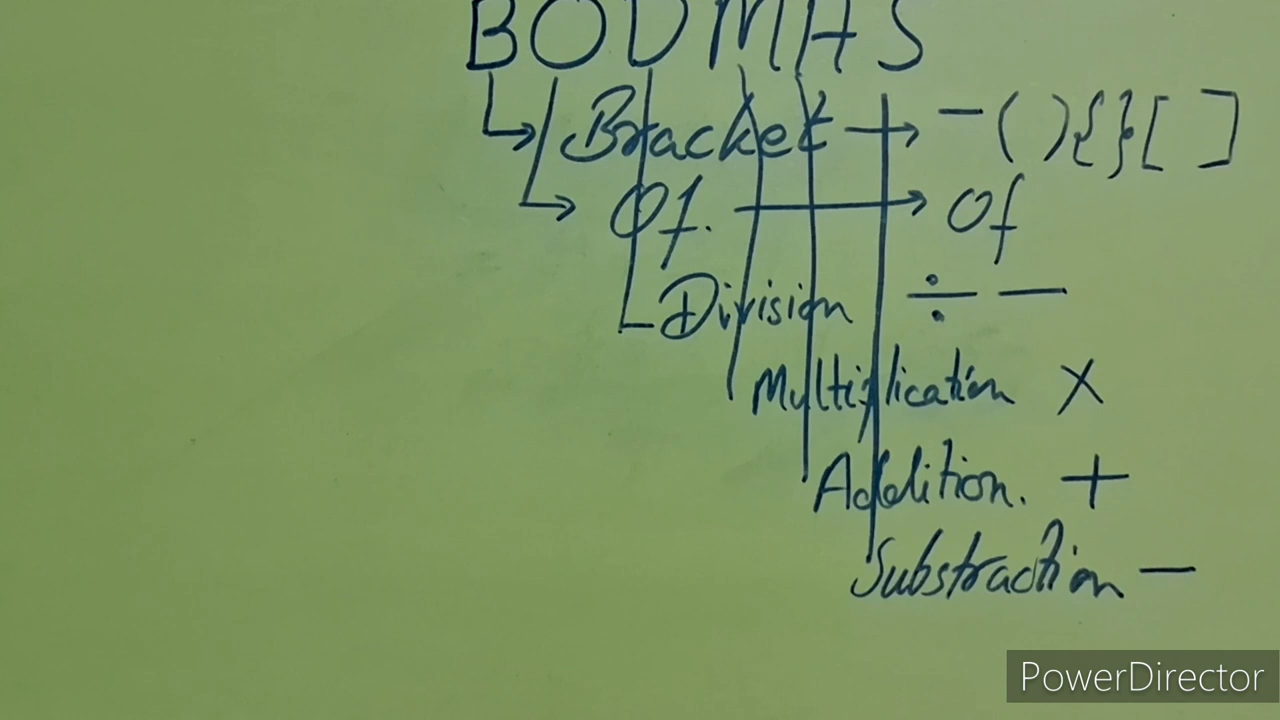 BODMAS
Bracket → — ( ) { } [ ]
Of. → Of
Division ÷ —
Multiplication ×
Addition. +
Substraction —
PowerDirector